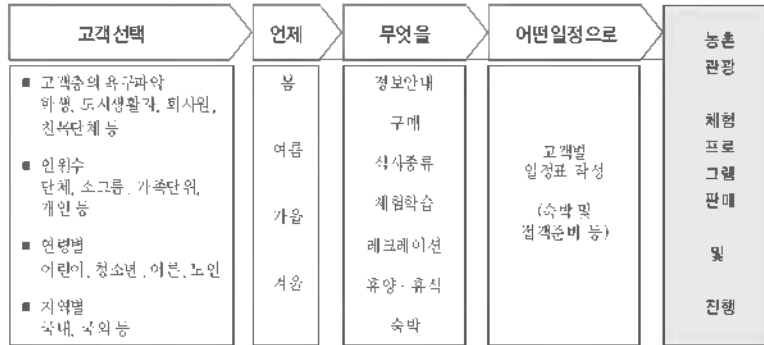 고객선택
■ 고객층의 욕구파악
학생, 도시생활자, 회사원,
친목단체 등
■ 인원수
단체, 소그룹, 가족단위,
개인 등
■ 연령별
어린이, 청소년, 어른, 노인
■ 지역별
국내, 국외 등
언제
봄
여름
가을
겨울
무엇을
정보안내
구매
식사종류
체험학습
레크레이션
휴양 · 휴식
숙박
어떤일정으로
고객별
일정표 작성
(숙박 및
접객준비 등)
농촌
관광
체험
프로
그램
판매
및
진행